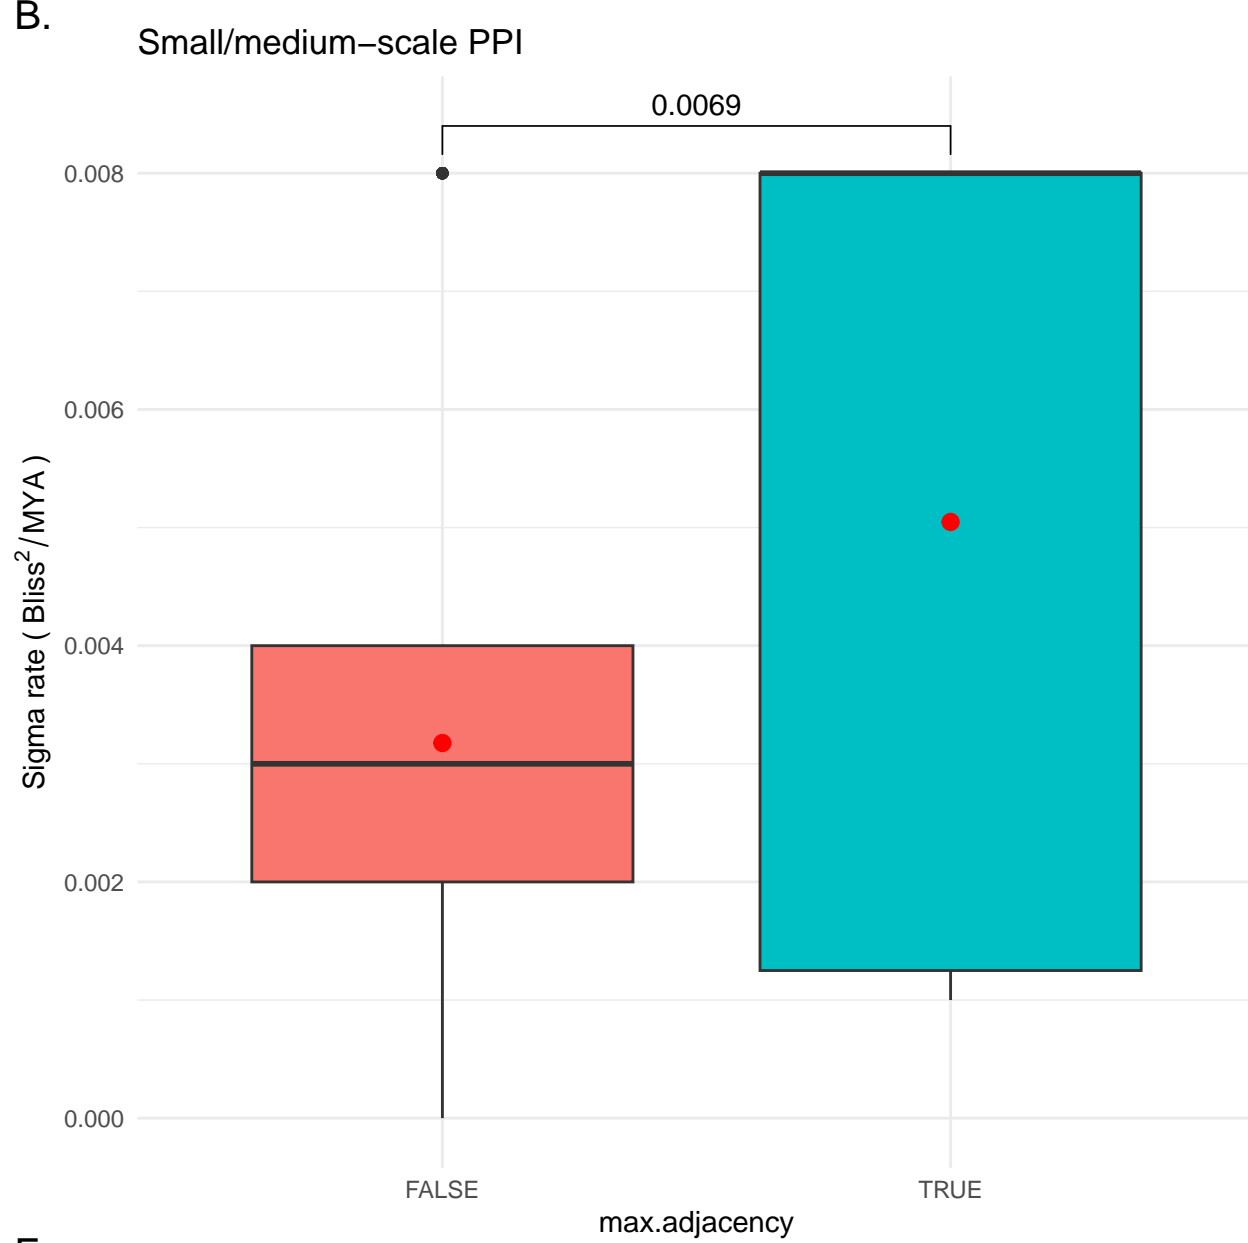 B.
Small/medium−scale PPI
0.0069
0.008
0.006
0.004
0.002
0.000
Sigma rate ( Bliss²/MYA )
FALSE TRUE
max.adjacency